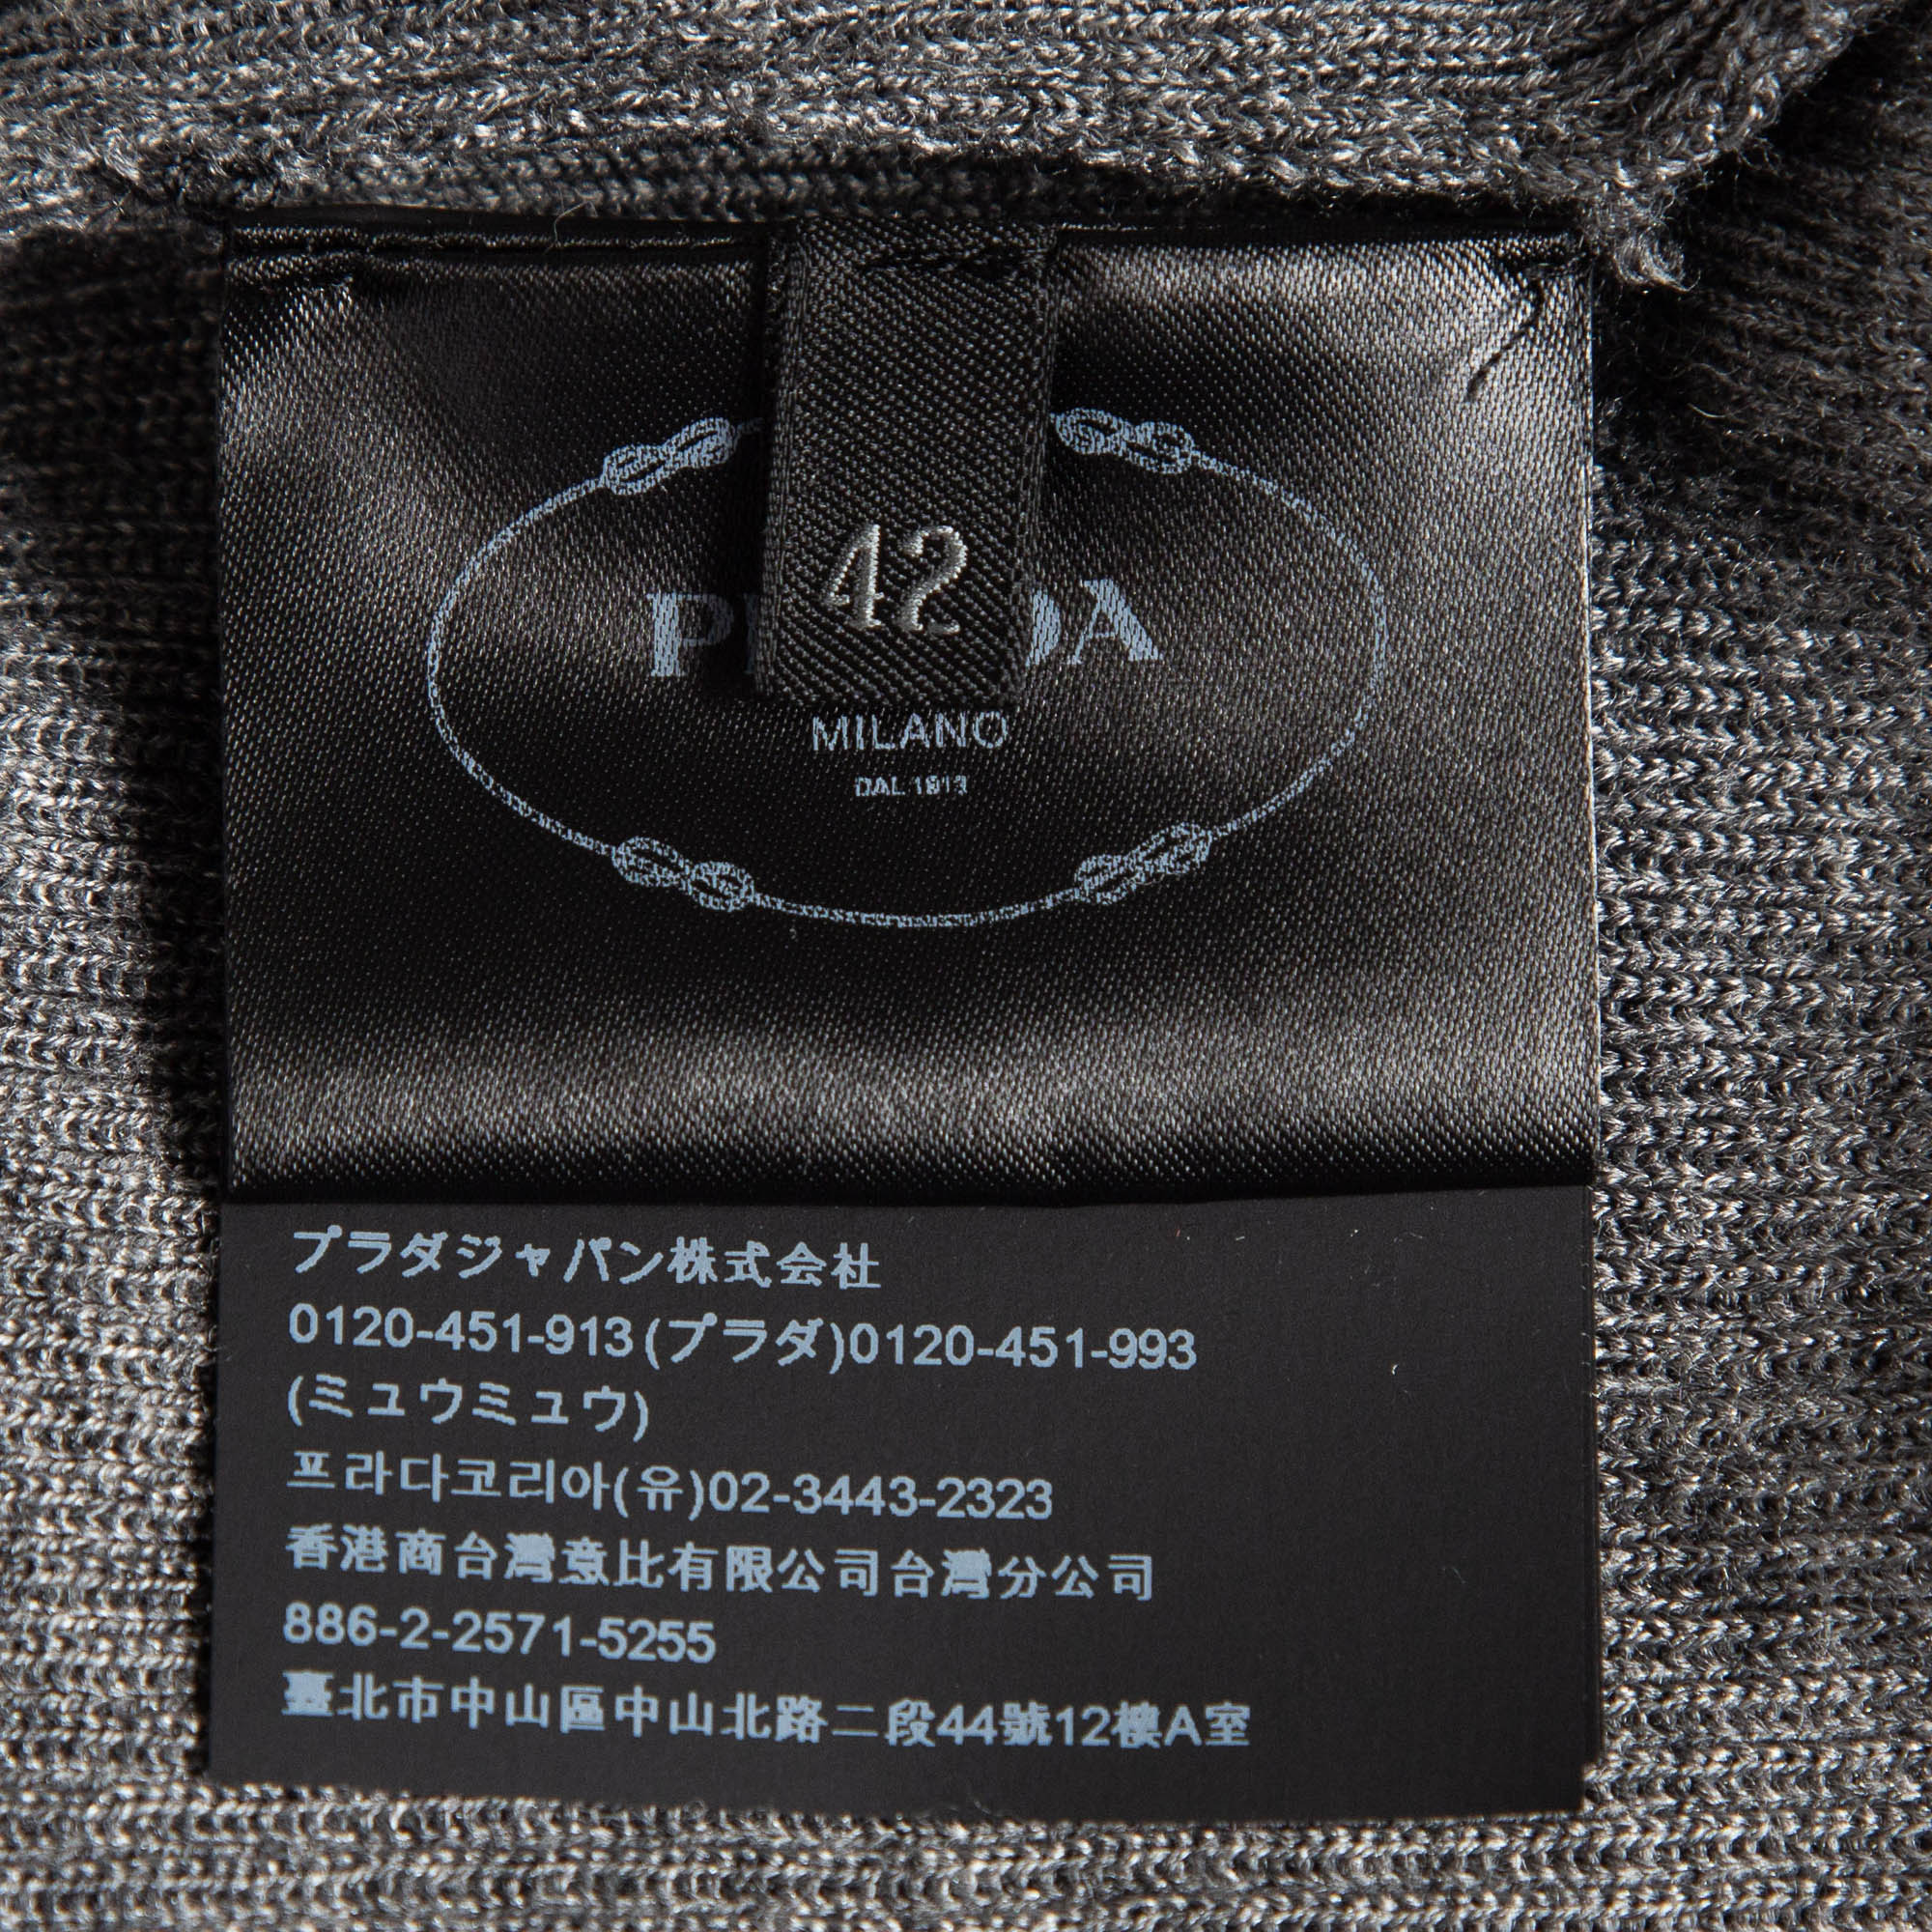 42
PRADA
MILANO
DAL 1913
プラダジャパン株式会社
0120-451-913(プラダ)0120-451-993
(ミュウミュウ)
프라다코리아(유)02-3443-2323
香港商台灣意比有限公司台灣分公司
886-2-2571-5255
臺北市中山區中山北路二段44號12樓A室